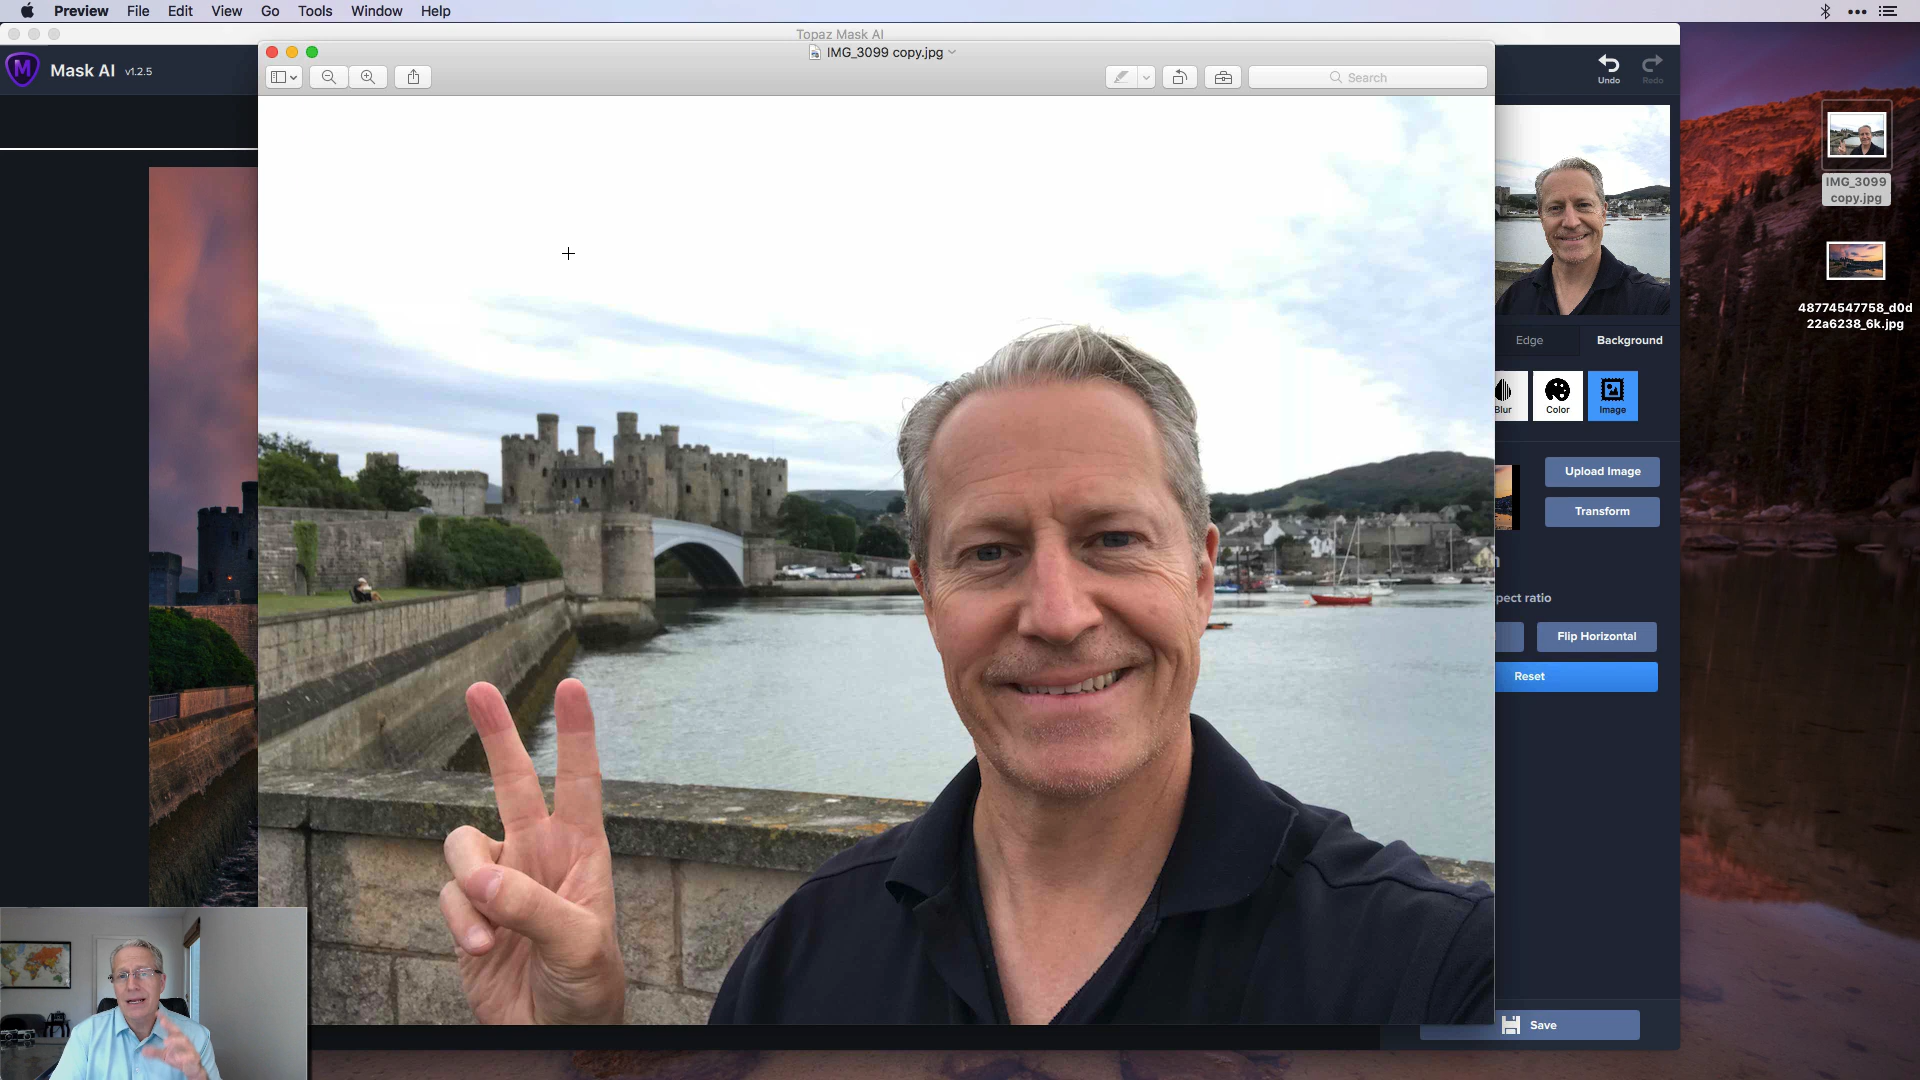 Preview File Edit View Go Tools Window Help
Topaz Mask AI
IMG_3099 copy.jpg
Mask AI v1.2.5
Search
Undo
Redo
IMG_3099
copy.jpg
48774547758_d0d
22a6238_6k.jpg
Edge Background
Blur Color Image
Upload Image
Transform
pect ratio
Flip Horizontal
Reset
Save